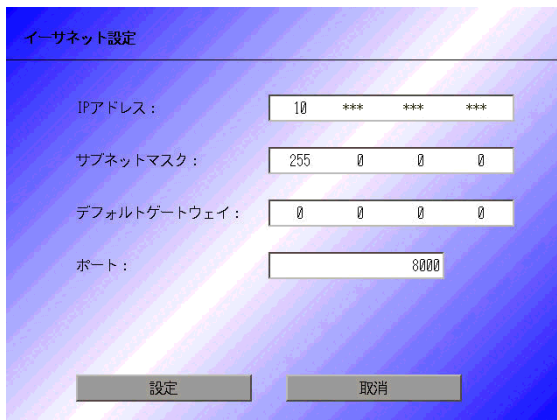 イーサネット設定
IPアドレス： 10 *** *** ***
サブネットマスク： 255 0 0 0
デフォルトゲートウェイ： 0 0 0 0
ポート： 8000
設定 取消